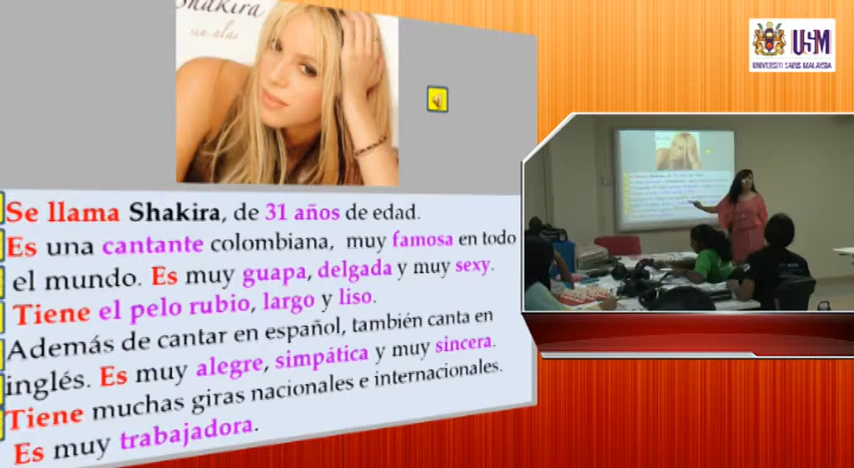 Shakira
sin alas
USM
UNIVERSITI SAINS MALAYSIA
Se llama Shakira, de 31 años de edad.
Es una cantante colombiana, muy famosa en todo
el mundo. Es muy guapa, delgada y muy sexy.
Tiene el pelo rubio, largo y liso.
Además de cantar en español, también canta en
inglés. Es muy alegre, simpática y muy sincera.
Tiene muchas giras nacionales e internacionales.
Es muy trabajadora.